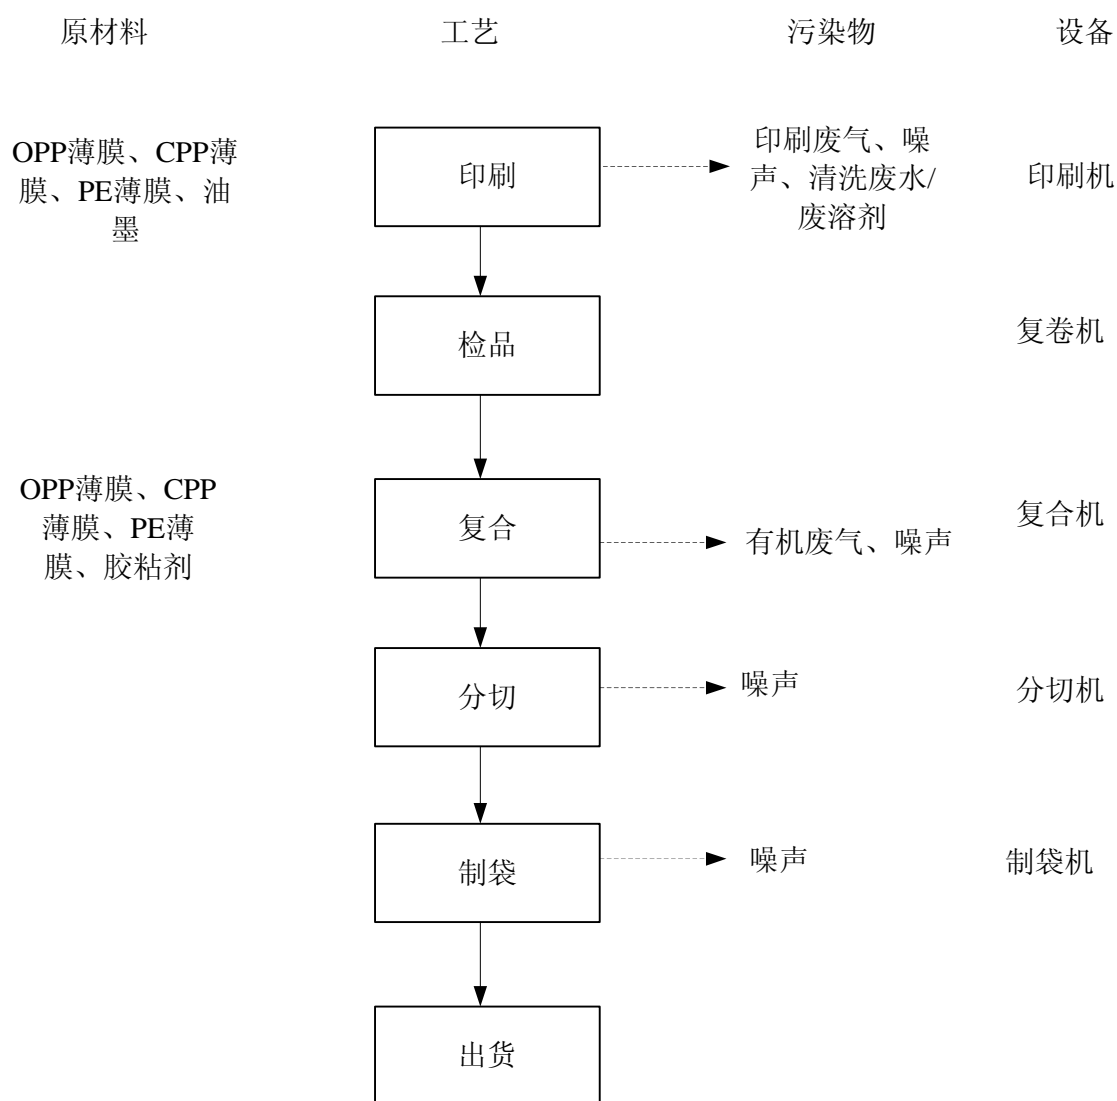 原材料
工艺
污染物
设备
OPP薄膜、CPP薄
膜、PE薄膜、油
墨
印刷
印刷废气、噪
声、清洗废水/
废溶剂
印刷机
检品
复卷机
OPP薄膜、CPP
薄膜、PE薄
膜、胶粘剂
复合
有机废气、噪声
复合机
分切
噪声
分切机
制袋
噪声
制袋机
出货